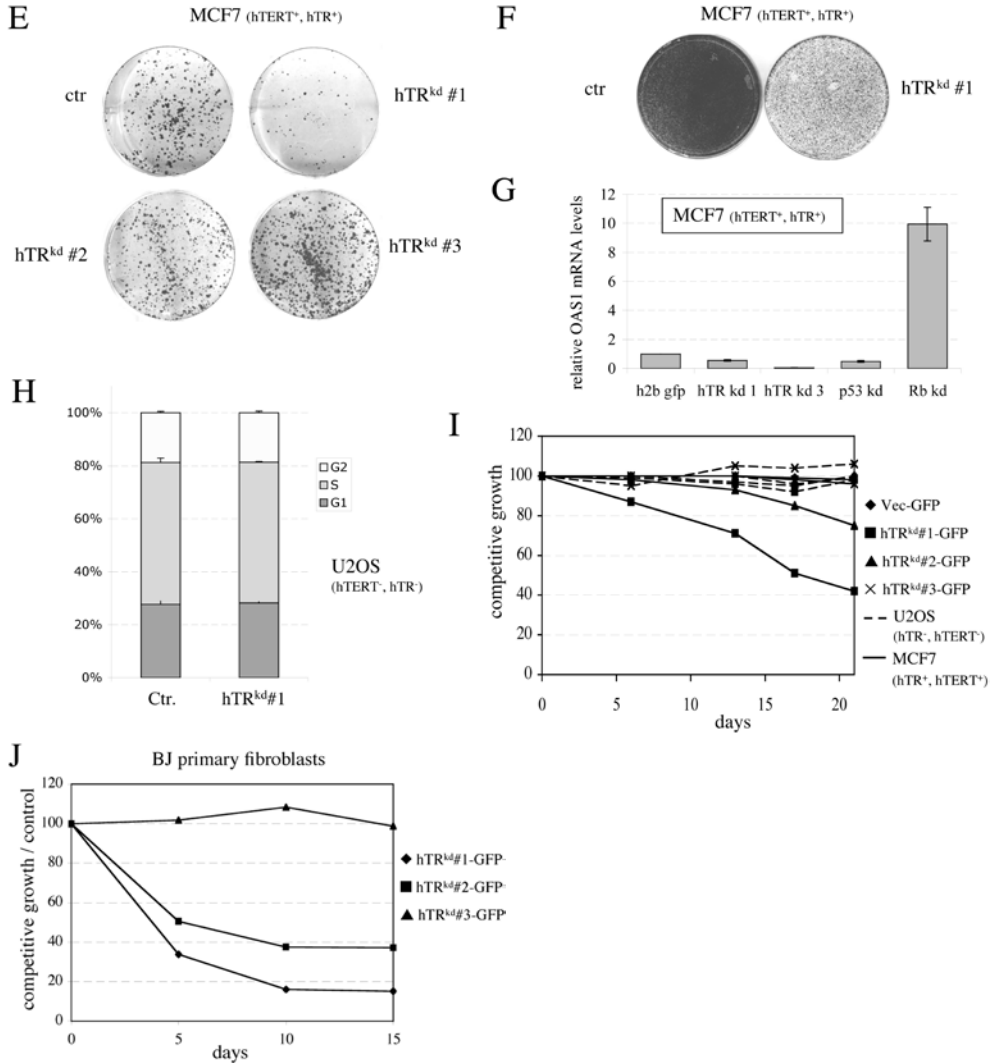 E
MCF7 (hTERT⁺, hTR⁺)
ctr
hTRᵏᵈ #1
hTRᵏᵈ #2
hTRᵏᵈ #3
F
MCF7 (hTERT⁺, hTR⁺)
ctr
hTRᵏᵈ #1
G
MCF7 (hTERT⁺, hTR⁺)
relative OAS1 mRNA levels
12
10
8
6
4
2
0
h2b gfp
hTR kd 1
hTR kd 3
p53 kd
Rb kd
H
100%
80%
60%
40%
20%
0%
Ctr.
hTRᵏᵈ#1
G2
S
G1
U2OS
(hTERT⁻, hTR⁻)
I
competitive growth
120
100
80
60
40
20
0
0 5 10 15 20
days
Vec-GFP
hTRᵏᵈ#1-GFP
hTRᵏᵈ#2-GFP
hTRᵏᵈ#3-GFP
U2OS
(hTR⁻, hTERT⁻)
MCF7
(hTR⁺, hTERT⁺)
J
BJ primary fibroblasts
competitive growth / control
120
100
80
60
40
20
0
0 5 10 15
days
hTRᵏᵈ#1-GFP
hTRᵏᵈ#2-GFP
hTRᵏᵈ#3-GFP